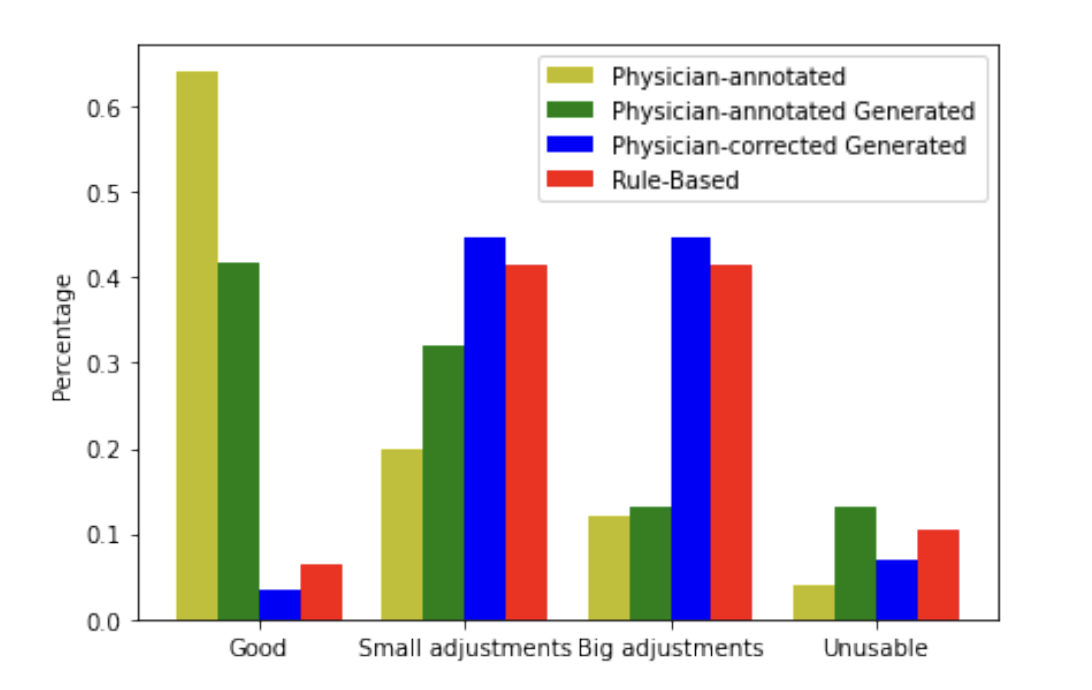 Physician-annotated
Physician-annotated Generated
Physician-corrected Generated
Rule-Based
Percentage
0.6
0.5
0.4
0.3
0.2
0.1
0.0
Good Small adjustments Big adjustments Unusable